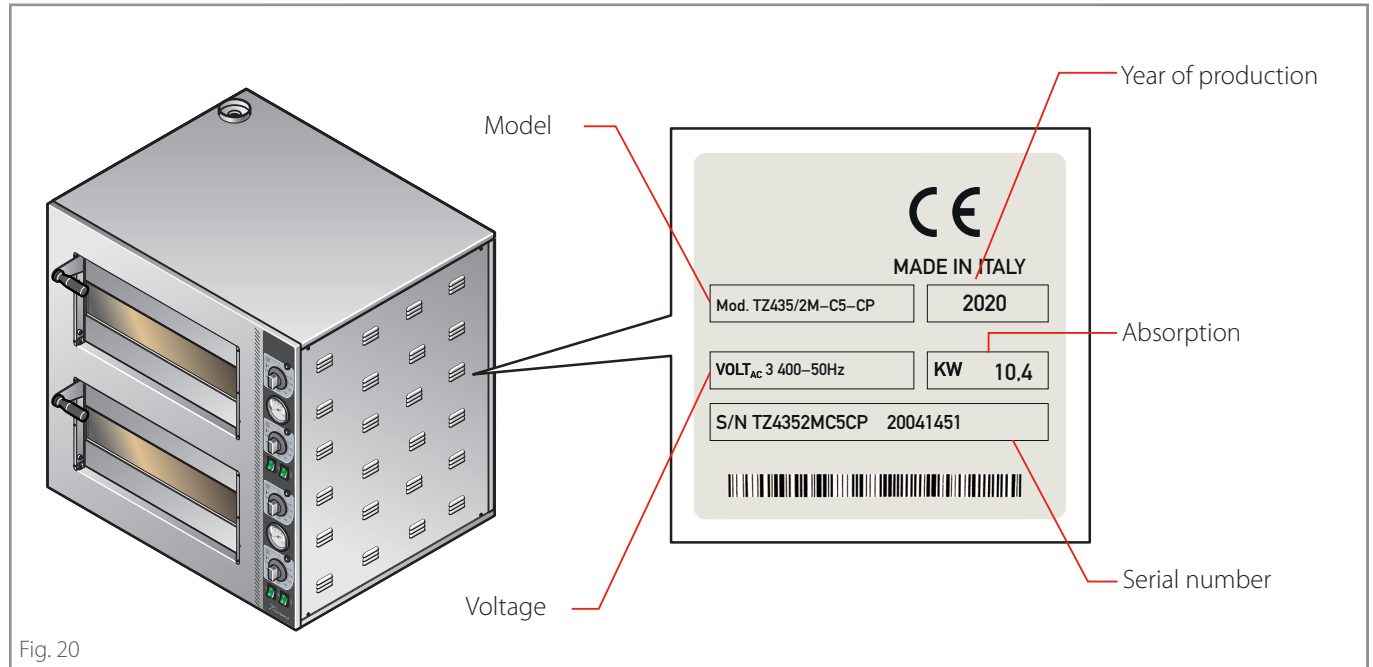 Year of production
Model
CE
MADE IN ITALY
Mod. TZ435/2M–C5–CP
2020
Absorption
VOLTAC 3 400–50Hz
KW 10,4
S/N TZ4352MC5CP 20041451
Serial number
Voltage
Fig. 20